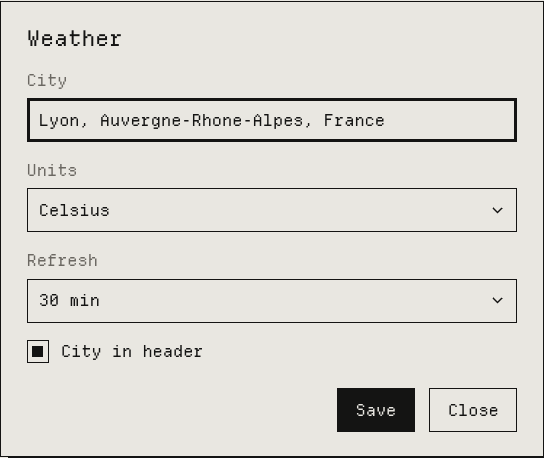 Weather
City
Lyon, Auvergne-Rhone-Alpes, France
Units
Celsius
Refresh
30 min
City in header
Save Close